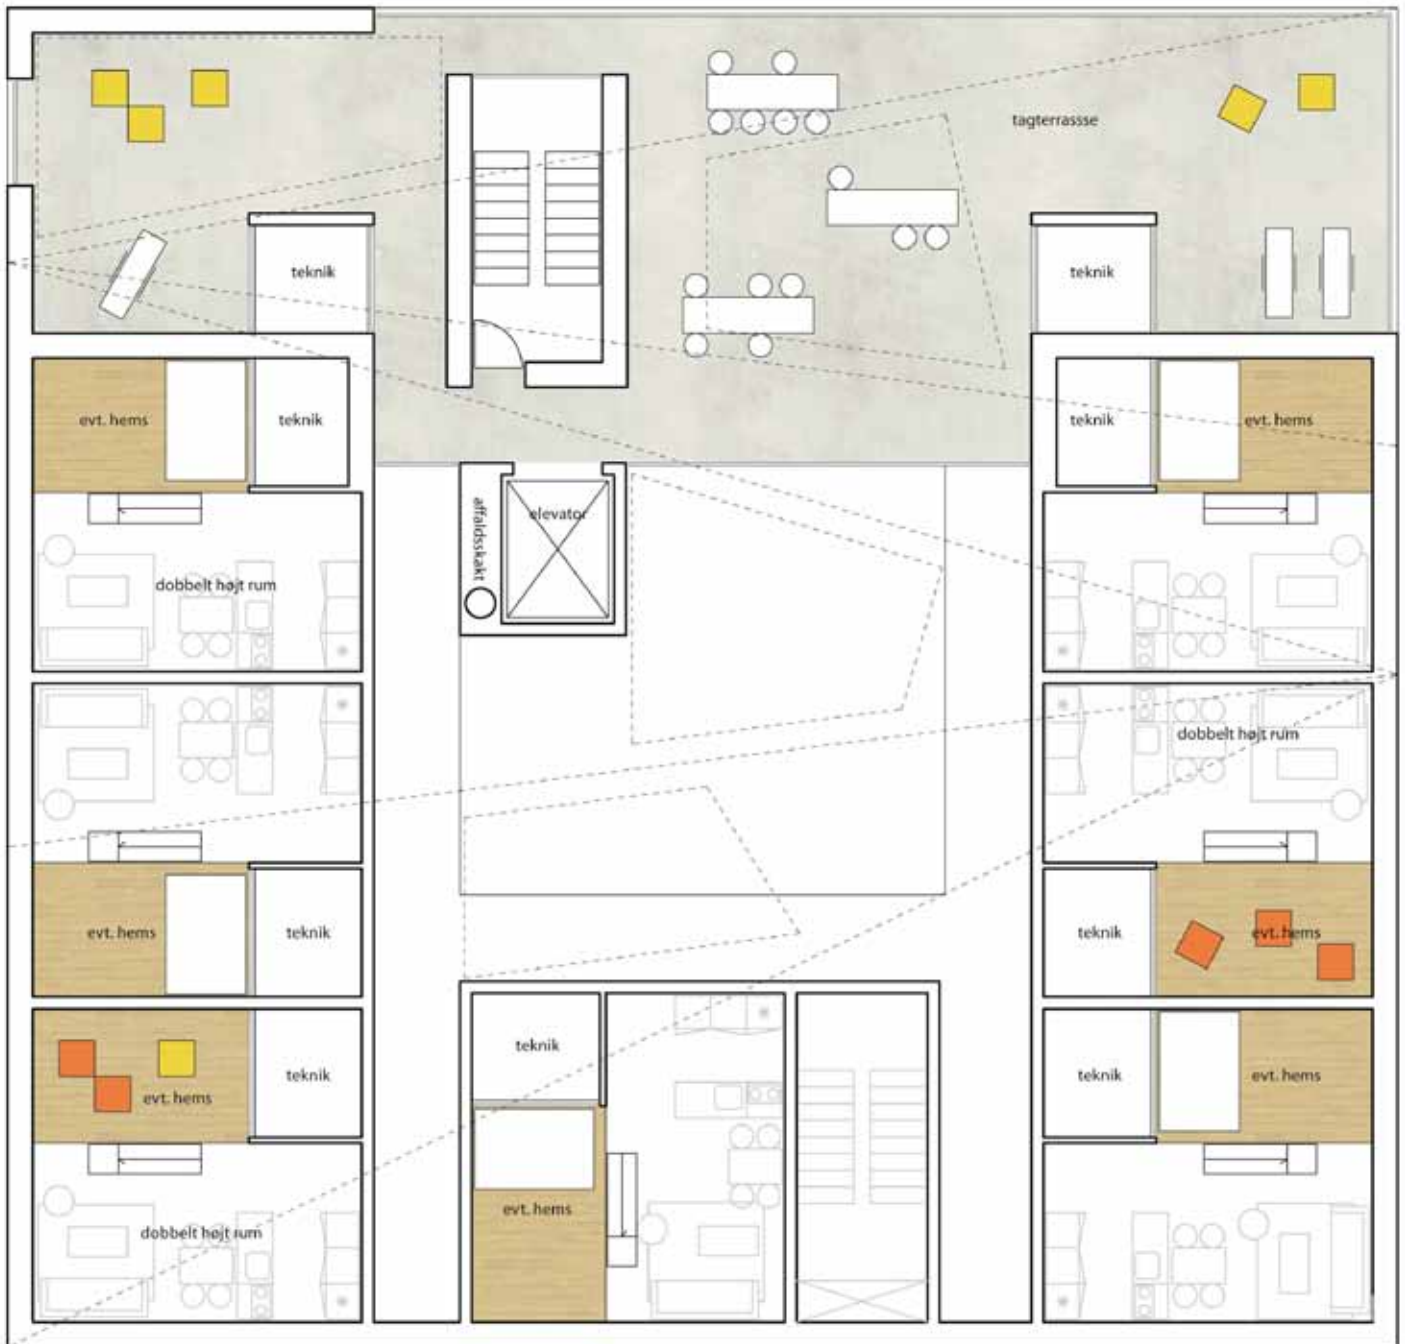 tagterrassse
teknik
teknik
evt. hems
teknik
teknik
evt. hems
affaldsskakt
elevator
dobbelt højt rum
dobbelt højt rum
evt. hems
teknik
teknik
evt. hems
teknik
evt. hems
teknik
teknik
evt. hems
evt. hems
dobbelt højt rum